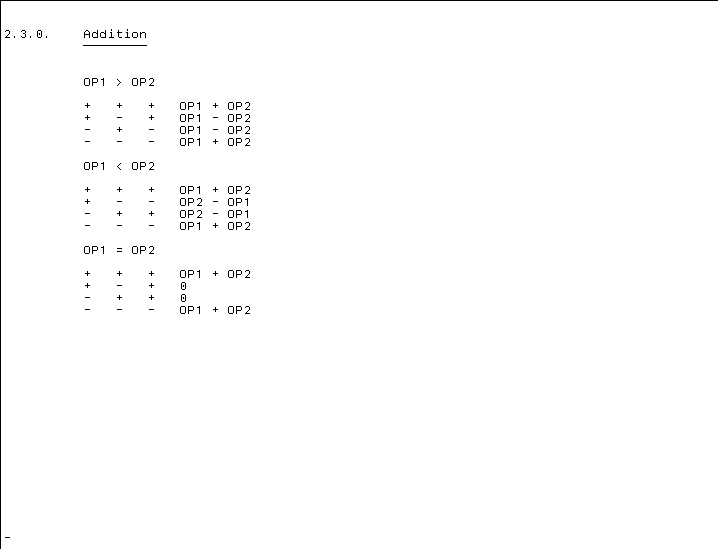 2.3.0. Addition
OP1 > OP2
+ + + OP1 + OP2
+ - + OP1 - OP2
- + - OP1 - OP2
- - - OP1 + OP2
OP1 < OP2
+ + + OP1 + OP2
+ - - OP2 - OP1
- + + OP2 - OP1
- - - OP1 + OP2
OP1 = OP2
+ + + OP1 + OP2
+ - + 0
- + + 0
- - - OP1 + OP2
-